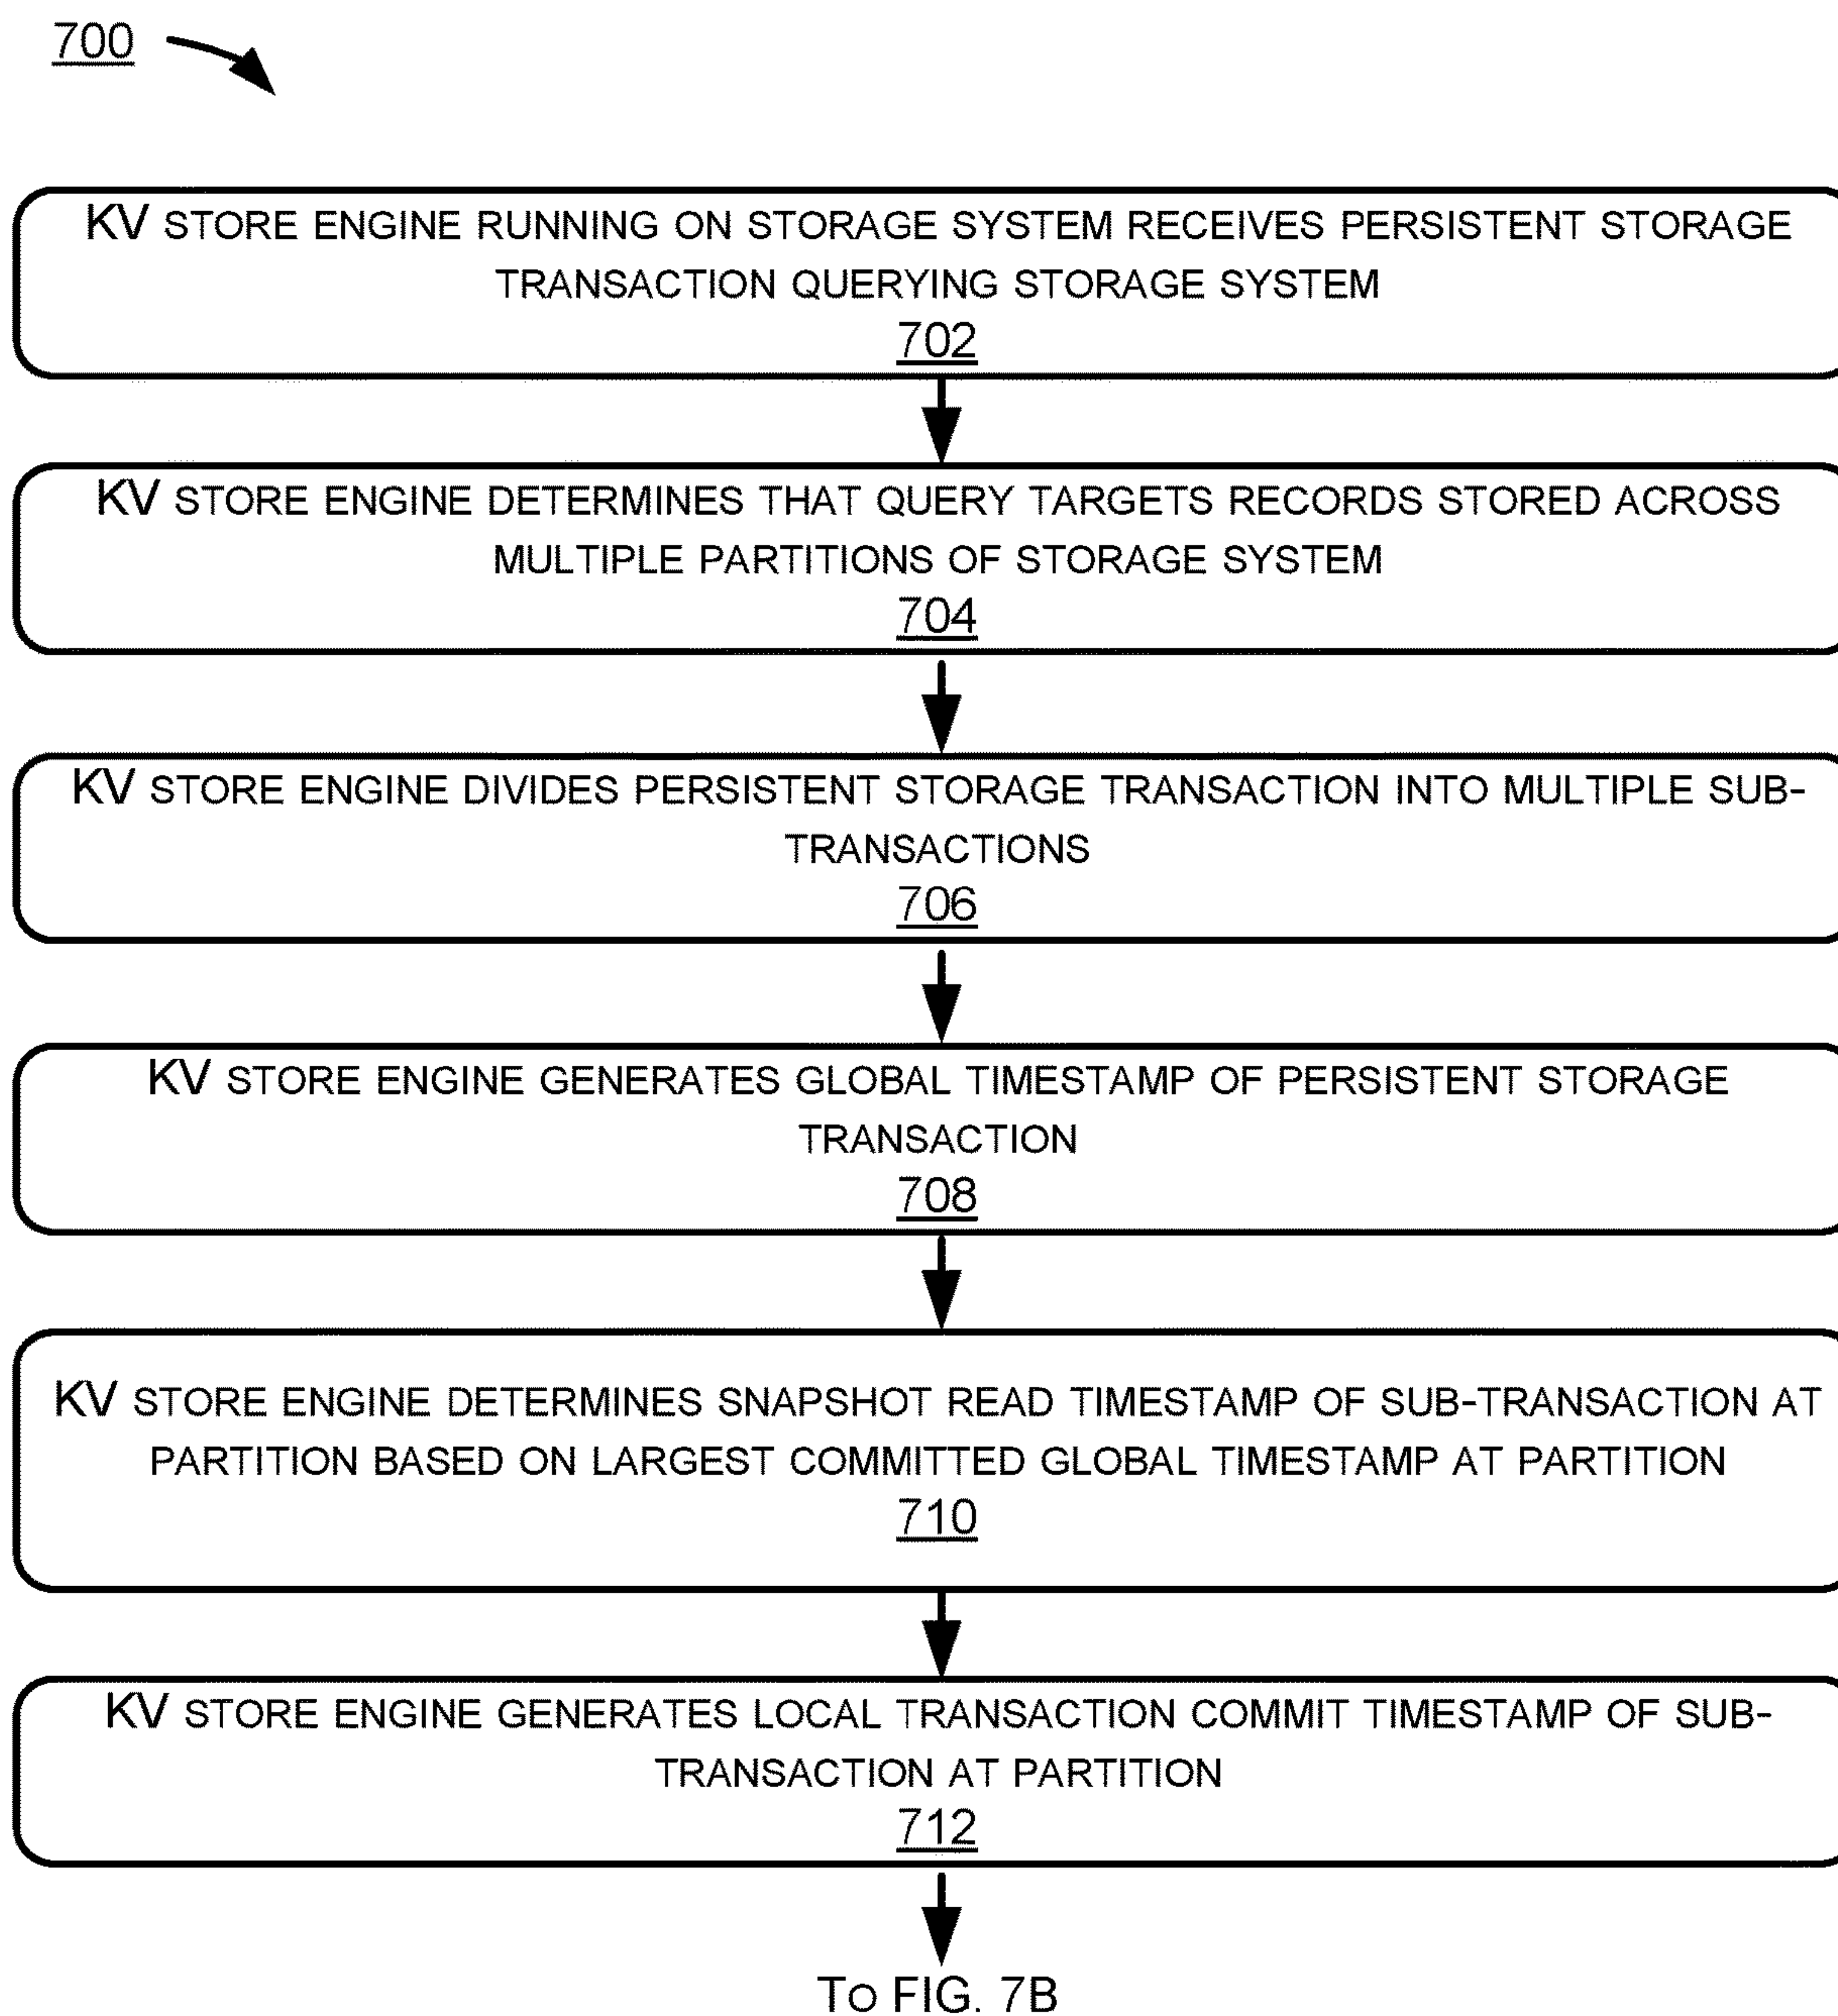 700
KV STORE ENGINE RUNNING ON STORAGE SYSTEM RECEIVES PERSISTENT STORAGE
TRANSACTION QUERYING STORAGE SYSTEM
702
KV STORE ENGINE DETERMINES THAT QUERY TARGETS RECORDS STORED ACROSS
MULTIPLE PARTITIONS OF STORAGE SYSTEM
704
KV STORE ENGINE DIVIDES PERSISTENT STORAGE TRANSACTION INTO MULTIPLE SUB-
TRANSACTIONS
706
KV STORE ENGINE GENERATES GLOBAL TIMESTAMP OF PERSISTENT STORAGE
TRANSACTION
708
KV STORE ENGINE DETERMINES SNAPSHOT READ TIMESTAMP OF SUB-TRANSACTION AT
PARTITION BASED ON LARGEST COMMITTED GLOBAL TIMESTAMP AT PARTITION
710
KV STORE ENGINE GENERATES LOCAL TRANSACTION COMMIT TIMESTAMP OF SUB-
TRANSACTION AT PARTITION
712
TO FIG. 7B